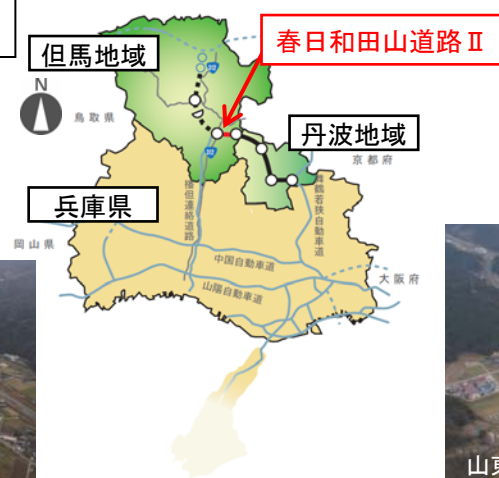 但馬地域
春日和田山道路Ⅱ
N
鳥取県
丹波地域
京都府
兵庫県
播但連絡道路
舞鶴若狭自動車道
岡山県
中国自動車道
大阪府
山陽自動車道
山東